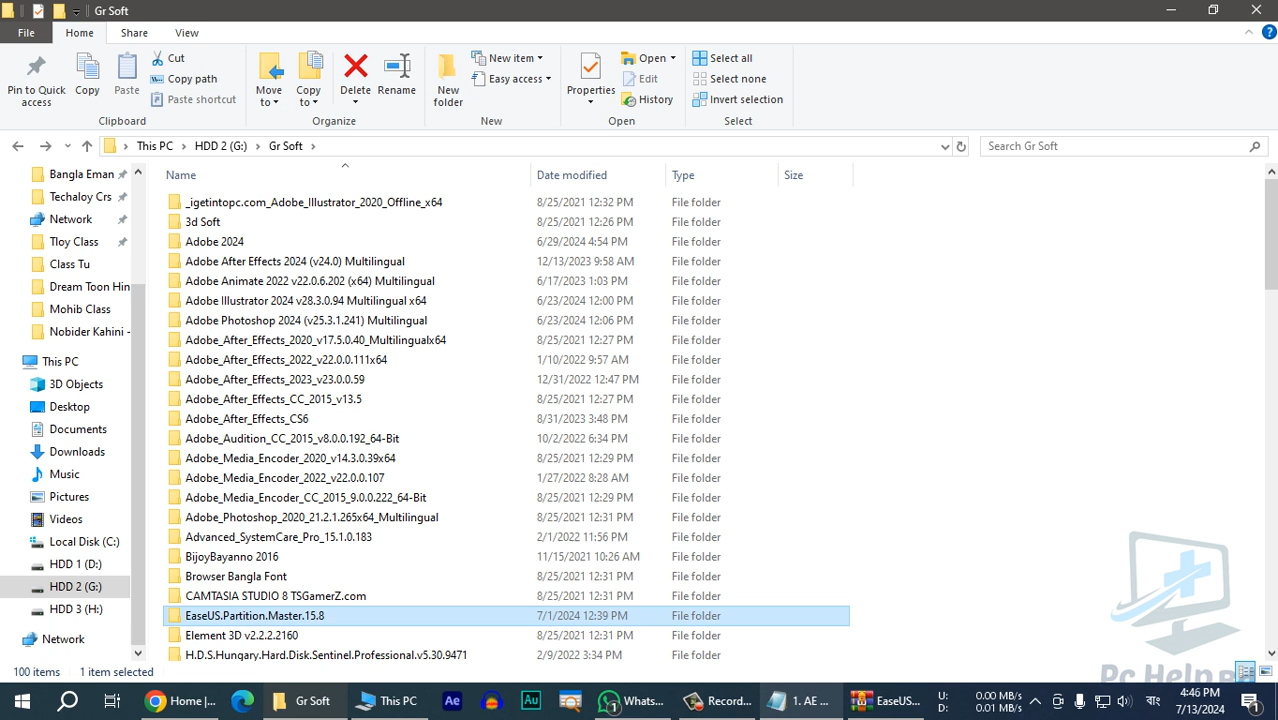 Gr Soft
File Home Share View
Pin to Quick access
Copy
Paste
Cut
Copy path
Paste shortcut
Clipboard
Move to
Copy to
Delete
Rename
Organize
New folder
New item
Easy access
New
Properties
Open
Edit
History
Open
Select all
Select none
Invert selection
Select
This PC HDD 2 (G:) Gr Soft
Search Gr Soft
Bangla Eman
Techaloy Crs
Network
Tloy Class
Class Tu
Dream Toon Hin
Mohib Class
Nobider Kahini -
This PC
3D Objects
Desktop
Documents
Downloads
Music
Pictures
Videos
Local Disk (C:)
HDD 1 (D:)
HDD 2 (G:)
HDD 3 (H:)
Network
Name Date modified Type Size
_igetintopc.com_Adobe_Illustrator_2020_Offline_x64 8/25/2021 12:32 PM File folder
3d Soft 8/25/2021 12:26 PM File folder
Adobe 2024 6/29/2024 4:54 PM File folder
Adobe After Effects 2024 (v24.0) Multilingual 12/13/2023 9:58 AM File folder
Adobe Animate 2022 v22.0.6.202 (x64) Multilingual 6/17/2023 1:03 PM File folder
Adobe Illustrator 2024 v28.3.0.94 Multilingual x64 6/23/2024 12:00 PM File folder
Adobe Photoshop 2024 (v25.3.1.241) Multilingual 6/23/2024 12:06 PM File folder
Adobe_After_Effects_2020_v17.5.0.40_Multilingualx64 8/25/2021 12:27 PM File folder
Adobe_After_Effects_2022_v22.0.0.111x64 1/10/2022 9:57 AM File folder
Adobe_After_Effects_2023_v23.0.0.59 12/31/2022 12:47 PM File folder
Adobe_After_Effects_CC_2015_v13.5 8/25/2021 12:27 PM File folder
Adobe_After_Effects_CS6 8/31/2023 3:48 PM File folder
Adobe_Audition_CC_2015_v8.0.0.192_64-Bit 10/2/2022 6:34 PM File folder
Adobe_Media_Encoder_2020_v14.3.0.39x64 8/25/2021 12:29 PM File folder
Adobe_Media_Encoder_2022_v22.0.0.107 1/27/2022 8:28 AM File folder
Adobe_Media_Encoder_CC_2015_9.0.0.222_64-Bit 8/25/2021 12:29 PM File folder
Adobe_Photoshop_2020_21.2.1.265x64_Multilingual 8/25/2021 12:31 PM File folder
Advanced_SystemCare_Pro_15.1.0.183 2/1/2022 11:56 PM File folder
BijoyBayanno 2016 11/15/2021 10:26 AM File folder
Browser Bangla Font 8/25/2021 12:31 PM File folder
CAMTASIA STUDIO 8 TSGamerZ.com 8/25/2021 12:31 PM File folder
EaseUS.Partition.Master.15.8 7/1/2024 12:39 PM File folder
Element 3D v2.2.2.2160 8/25/2021 12:31 PM File folder
H.D.S.Hungary.Hard.Disk.Sentinel.Professional.v5.30.9471 2/9/2022 3:34 PM File folder
100 items 1 item selected
Home | Gr Soft This PC Ae Au 1 Whats... Record... 1. AE ... EaseUS...
U: 0.00 MB/s
D: 0.01 MB/s
বাং
4:46 PM
7/13/2024
1